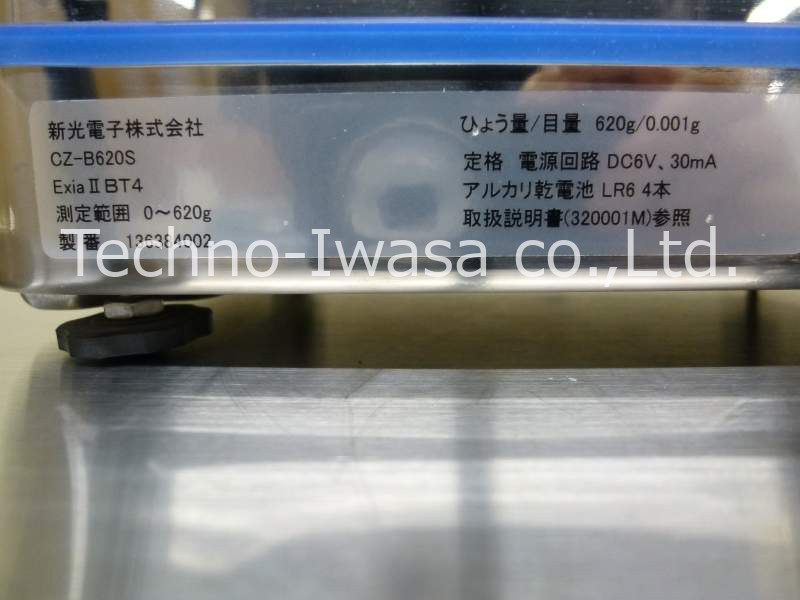 新光電子株式会社
CZ-B620S
Exia Ⅱ BT4
測定範囲 0～620g
製番 136384002
ひょう量/目量 620g/0.001g
定格 電源回路 DC6V、30mA
アルカリ乾電池 LR6 4本
取扱説明書(320001M)参照
Techno-Iwasa co.,Ltd.